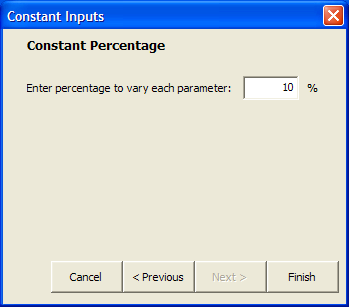 Constant Inputs
Constant Percentage
Enter percentage to vary each parameter: 10 %
Cancel < Previous Next > Finish